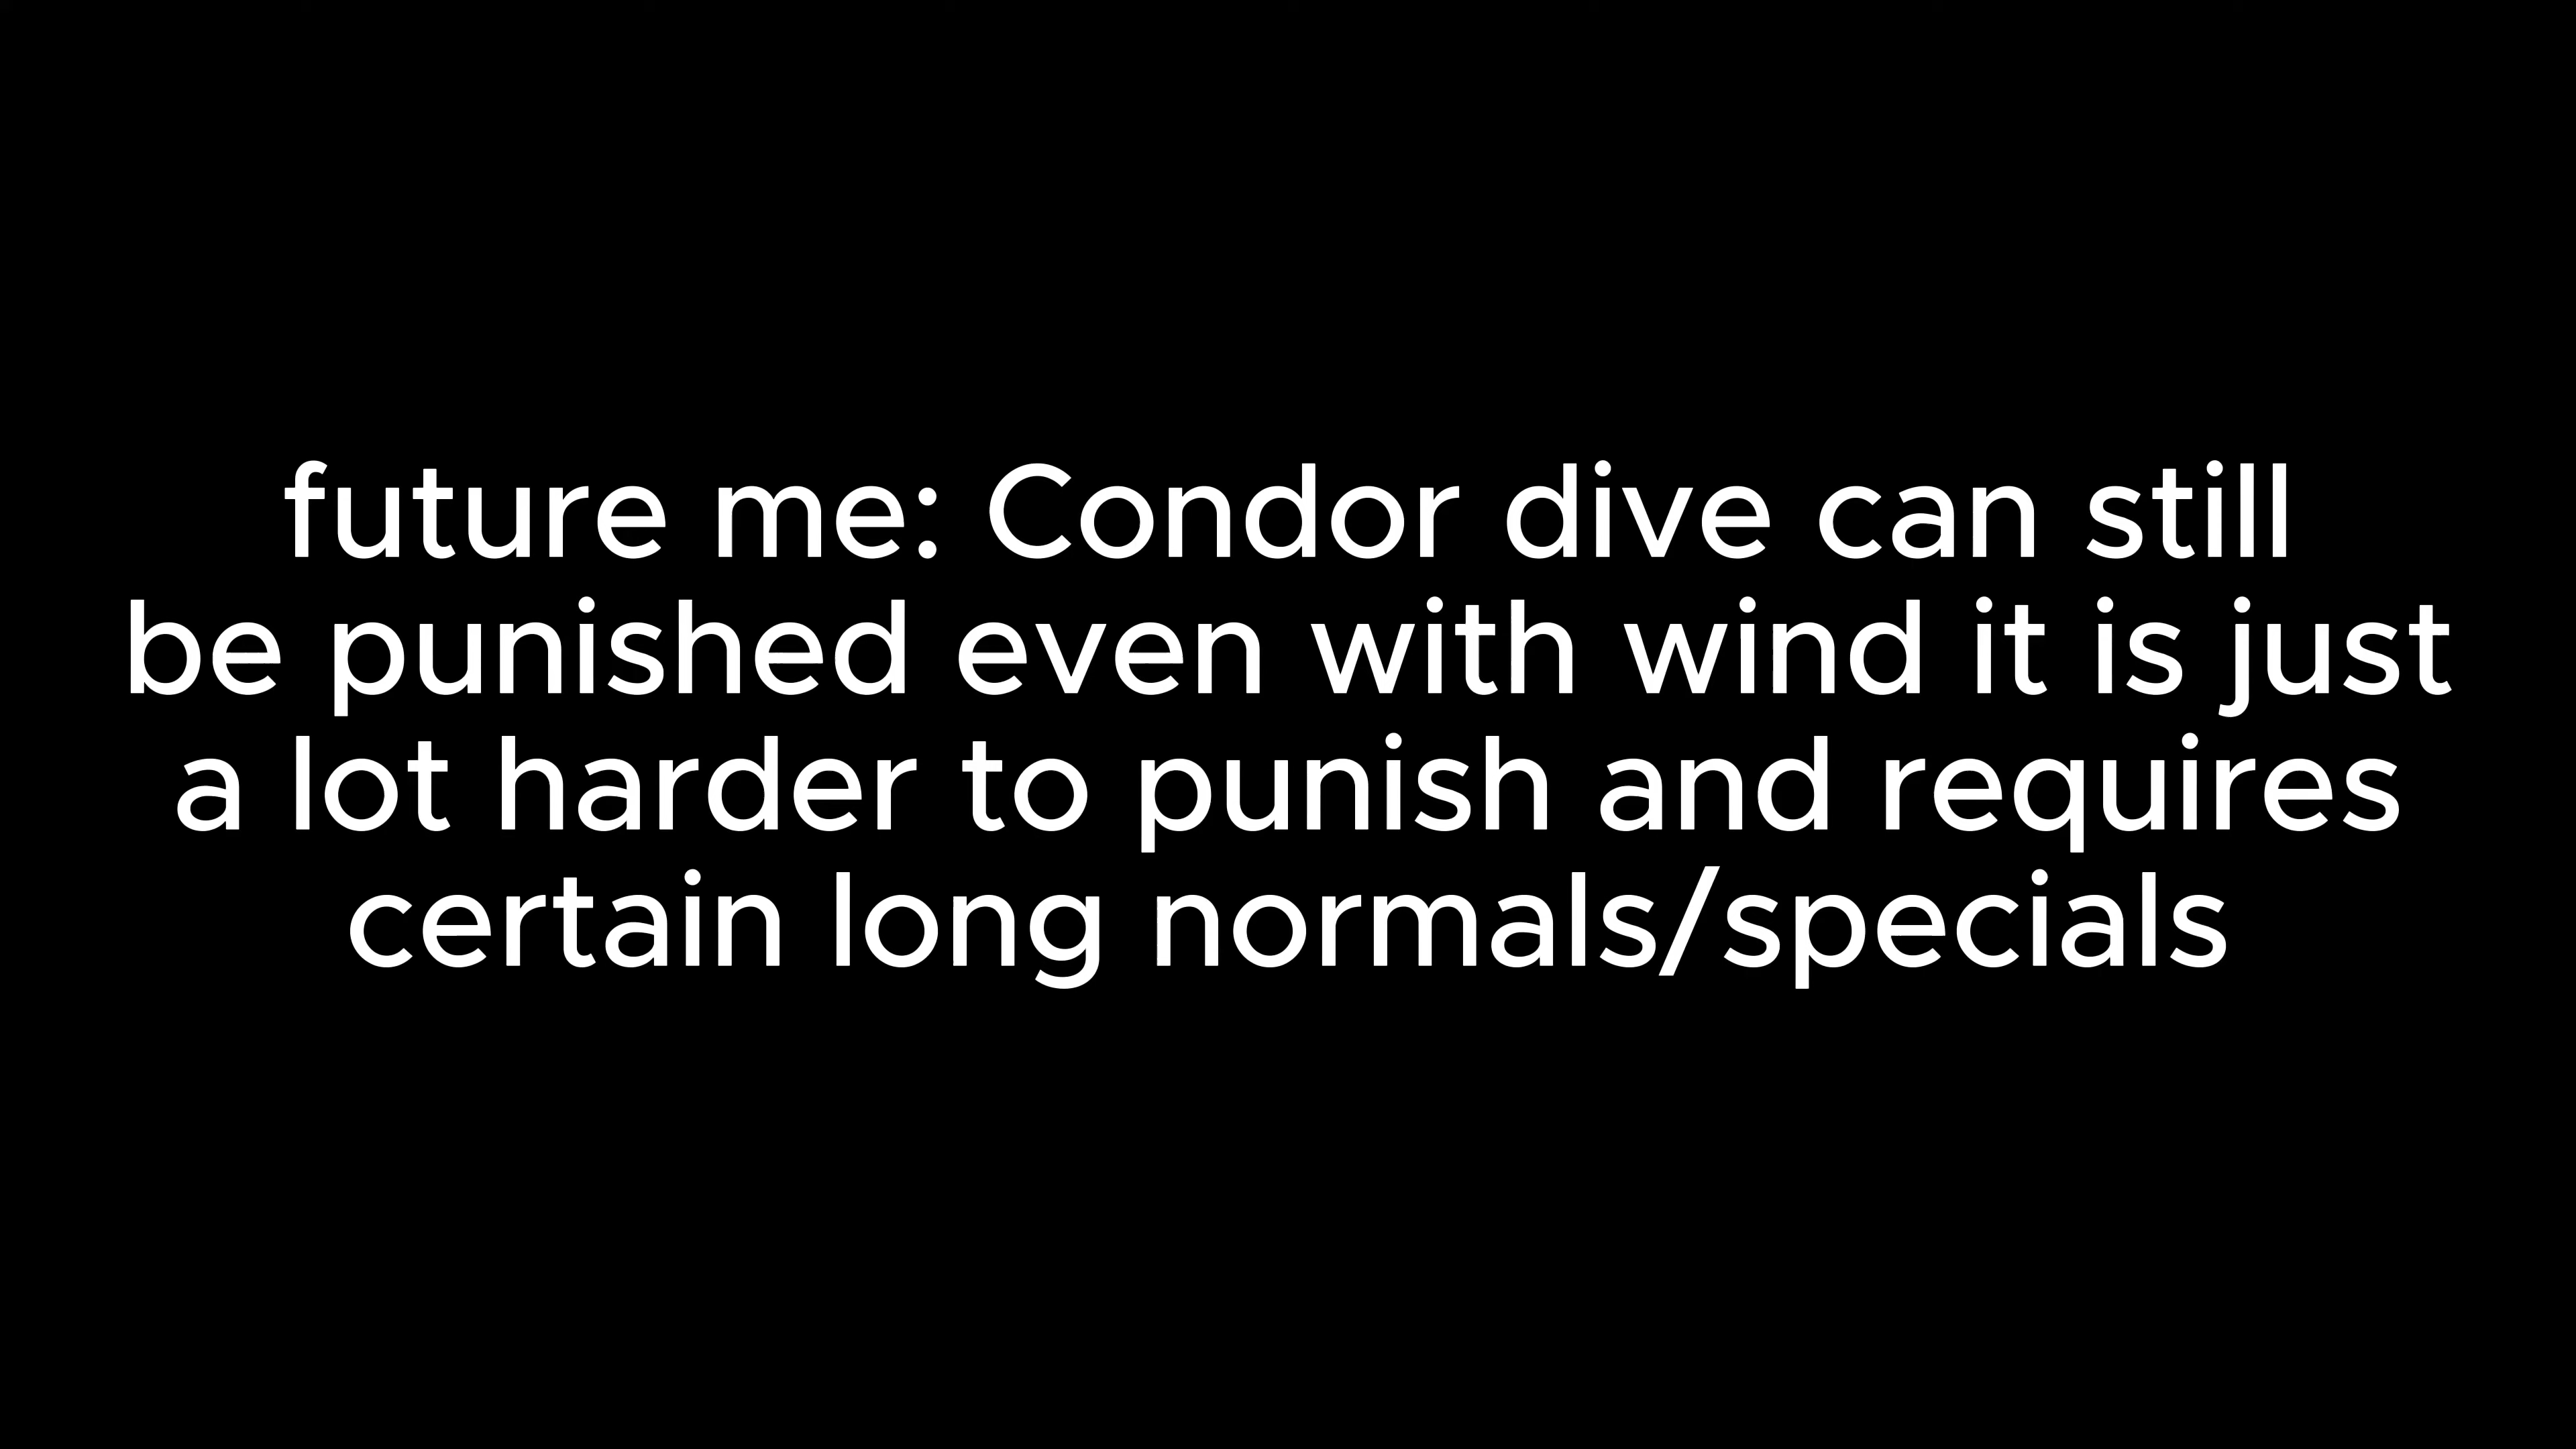 future me: Condor dive can still
be punished even with wind it is just
a lot harder to punish and requires
certain long normals/specials